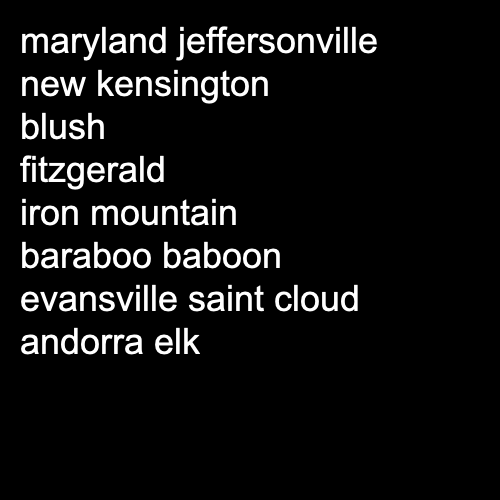 maryland jeffersonville
new kensington
blush
fitzgerald
iron mountain
baraboo baboon
evansville saint cloud
andorra elk